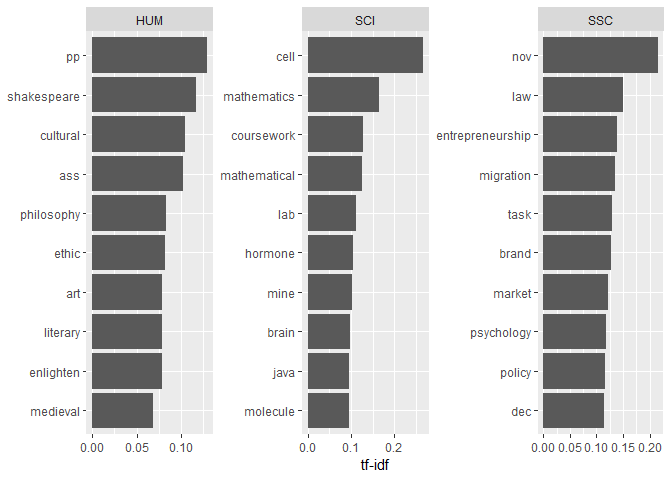 HUM
SCI
SSC
pp
shakespeare
cultural
ass
philosophy
ethic
art
literary
enlighten
medieval
0.00 0.05 0.10
cell
mathematics
coursework
mathematical
lab
hormone
mine
brain
java
molecule
0.0 0.1 0.2
nov
law
entrepreneurship
migration
task
brand
market
psychology
policy
dec
0.00 0.05 0.10 0.15 0.20
tf-idf